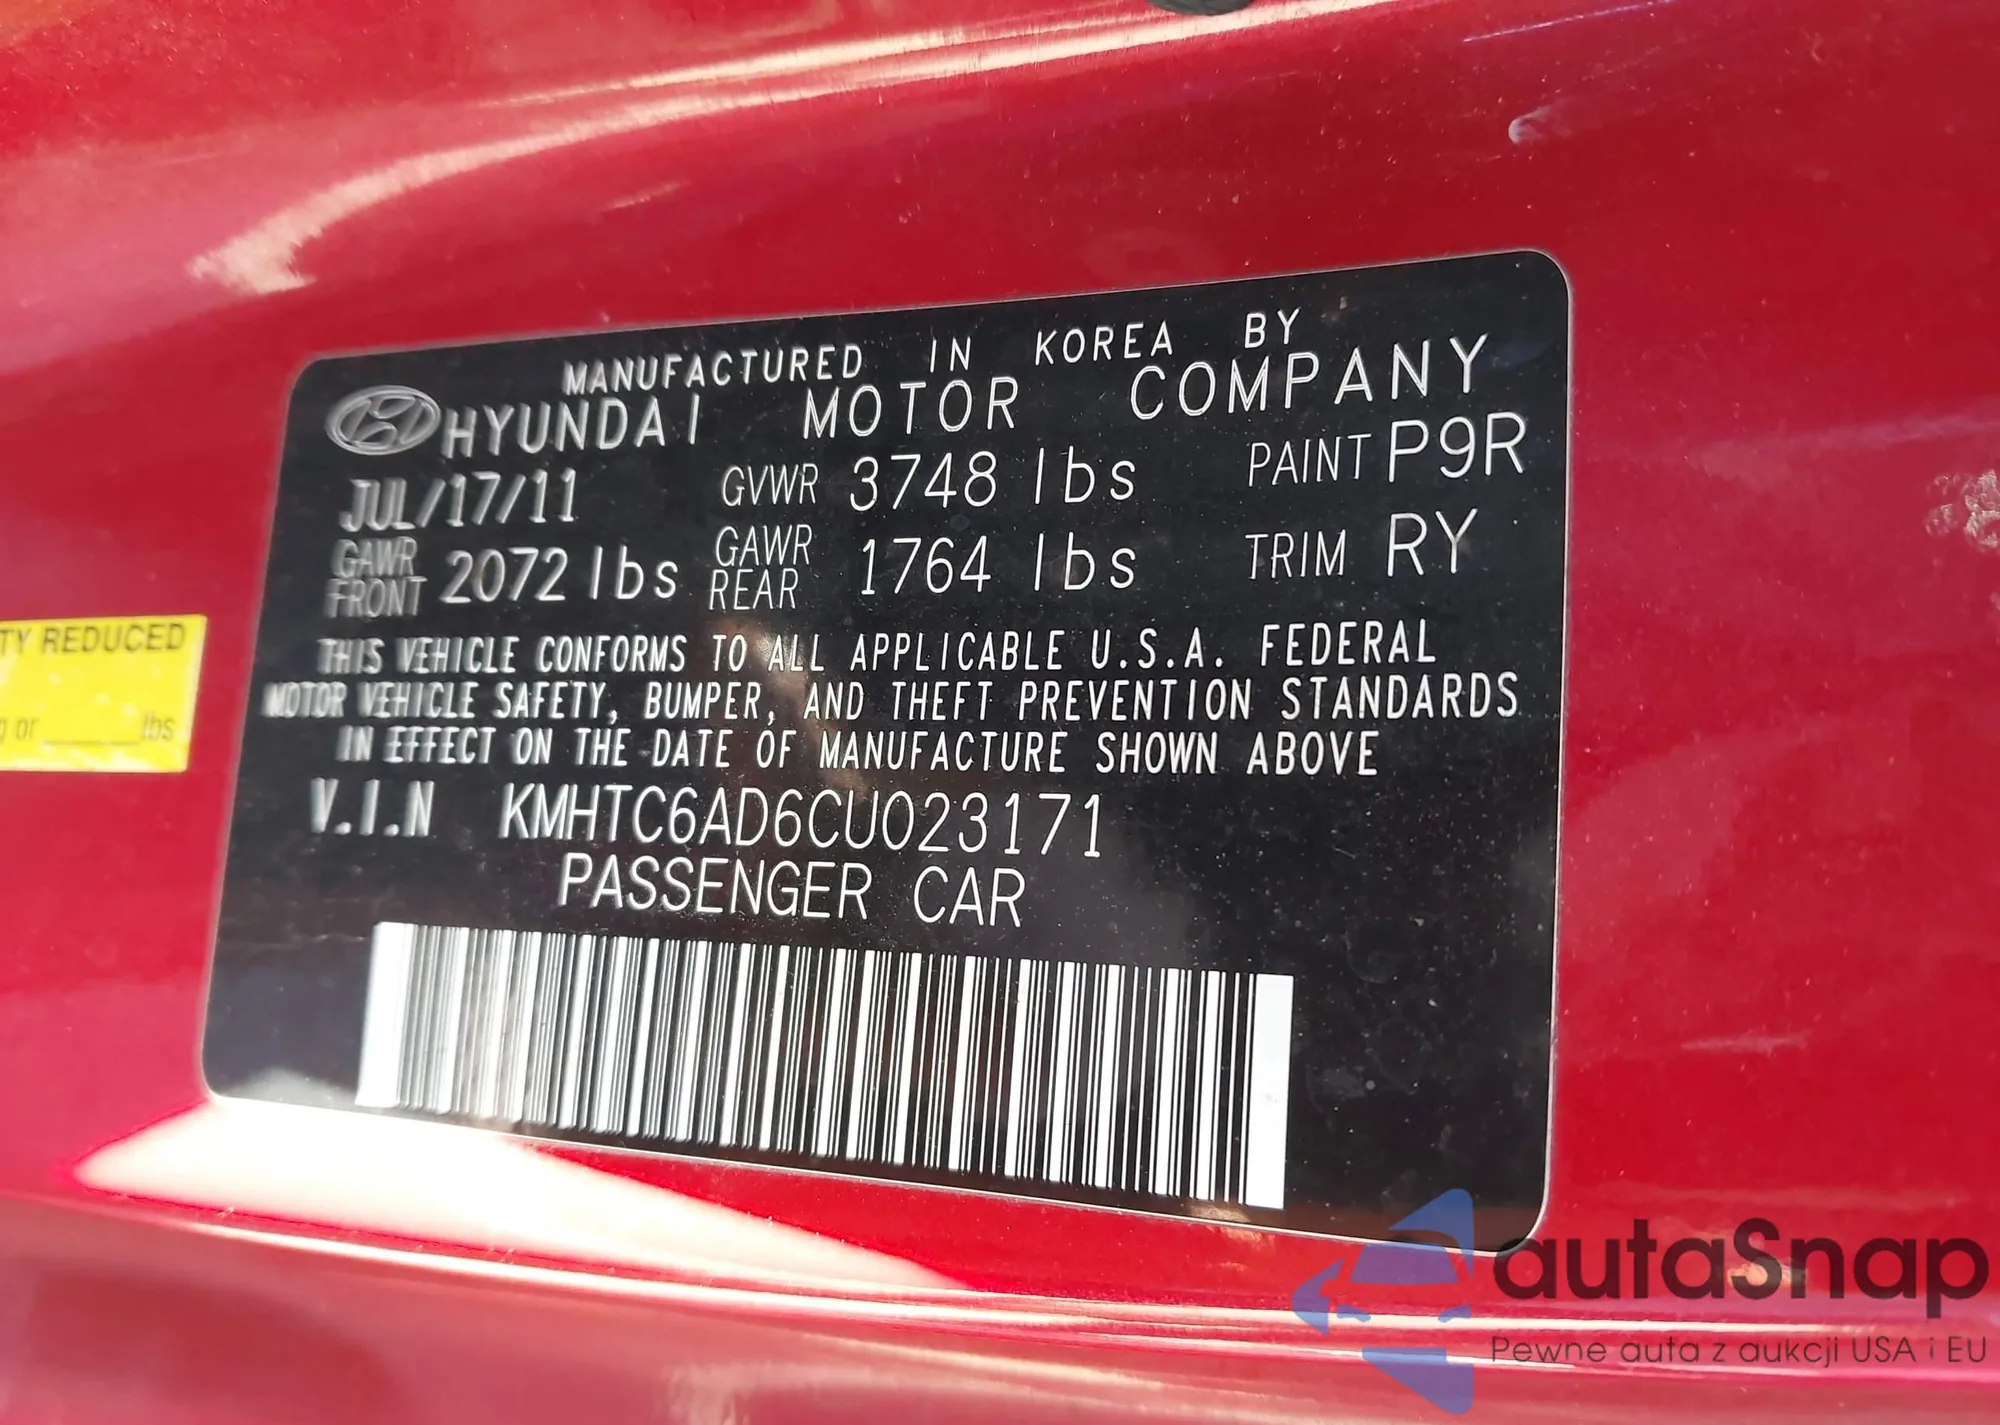 MANUFACTURED IN KOREA BY
HYUNDAI MOTOR COMPANY
JUL/17/11 GVWR 3748 lbs PAINT P9R
GAWR FRONT 2072 lbs GAWR REAR 1764 lbs TRIM RY
THIS VEHICLE CONFORMS TO ALL APPLICABLE U.S.A. FEDERAL
MOTOR VEHICLE SAFETY, BUMPER, AND THEFT PREVENTION STANDARDS
IN EFFECT ON THE DATE OF MANUFACTURE SHOWN ABOVE
V.I.N KMHTC6AD6CU023171
PASSENGER CAR
TY REDUCED
g or ______lbs
autaSnap
Pewne auta z aukcji USA i EU